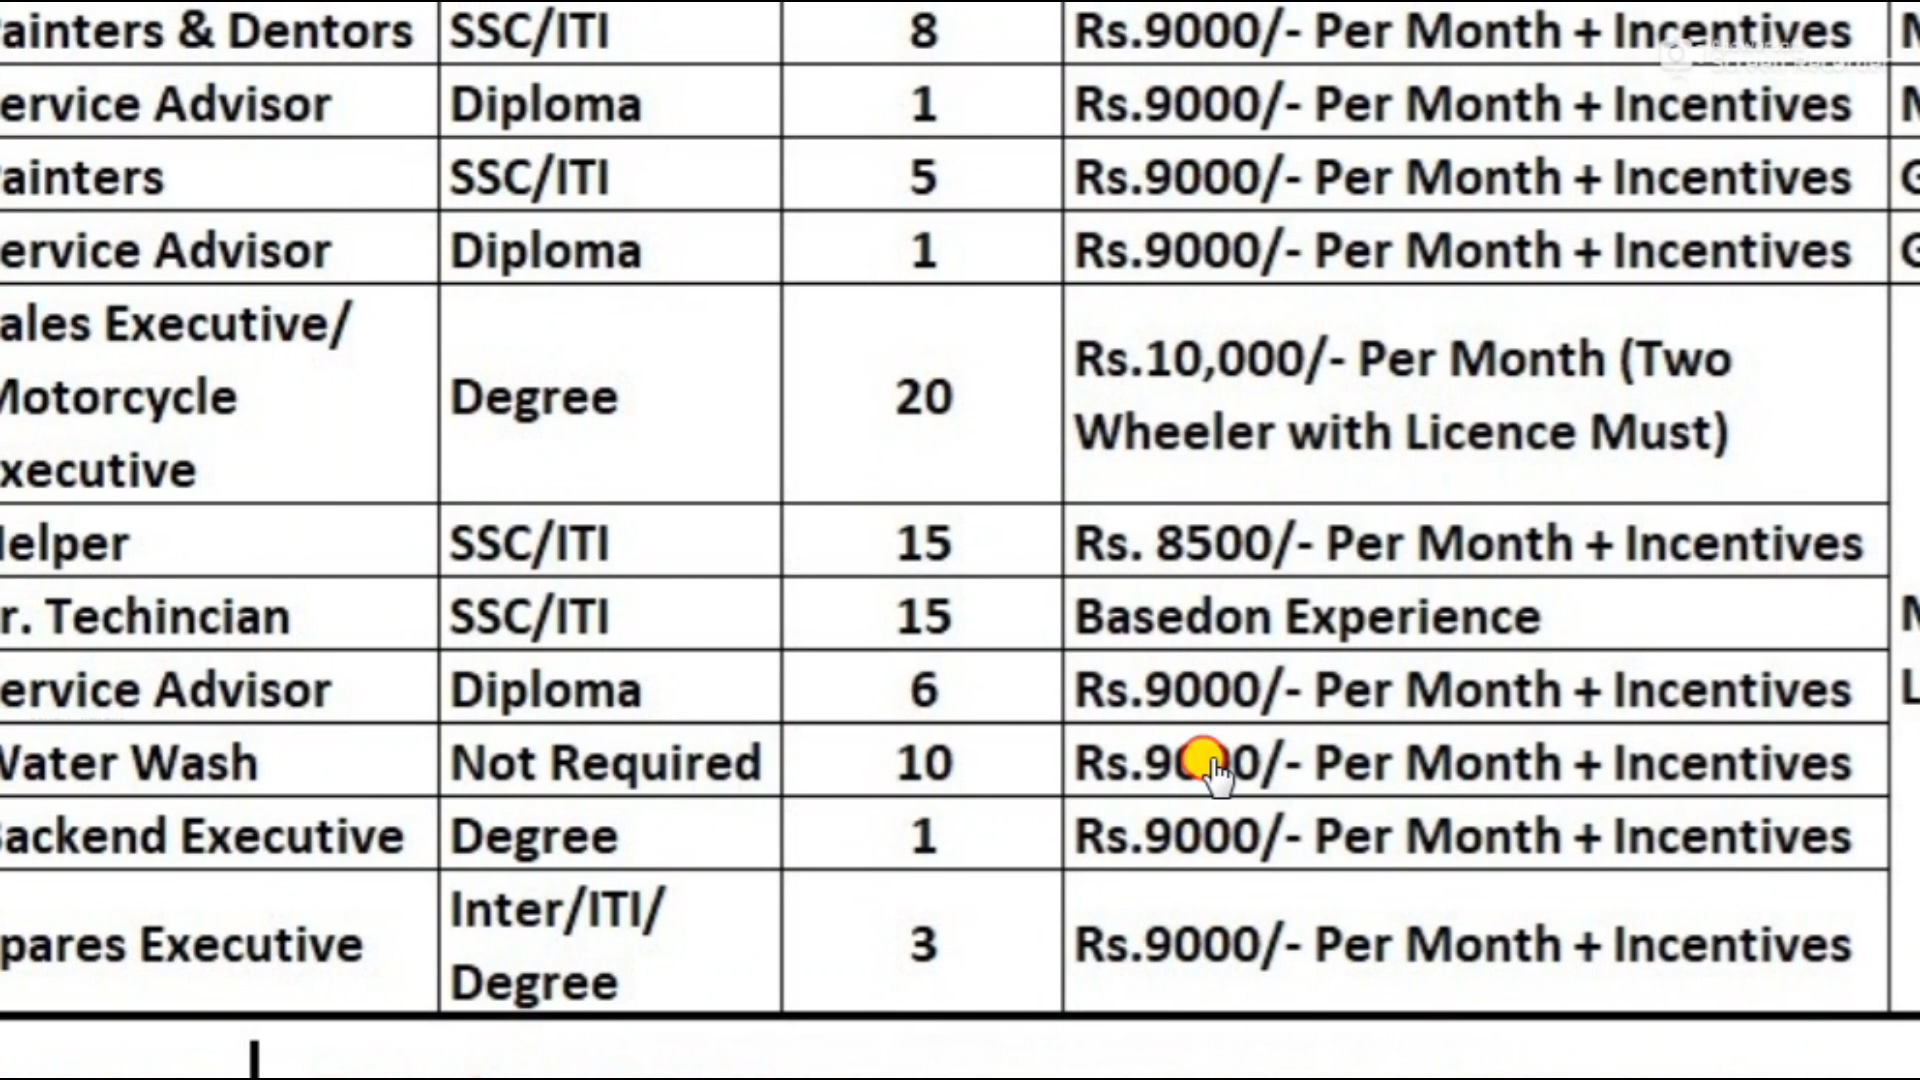 ainters & Dentors SSC/ITI 8 Rs.9000/- Per Month + Incentives
ervice Advisor Diploma 1 Rs.9000/- Per Month + Incentives
ainters SSC/ITI 5 Rs.9000/- Per Month + Incentives
ervice Advisor Diploma 1 Rs.9000/- Per Month + Incentives
ales Executive/
Motorcycle
xecutive
Degree 20
Rs.10,000/- Per Month (Two
Wheeler with Licence Must)
elper SSC/ITI 15 Rs. 8500/- Per Month + Incentives
r. Techincian SSC/ITI 15 Basedon Experience
ervice Advisor Diploma 6 Rs.9000/- Per Month + Incentives
Water Wash Not Required 10 Rs.9000/- Per Month + Incentives
Backend Executive Degree 1 Rs.9000/- Per Month + Incentives
pares Executive
Inter/ITI/
Degree
3 Rs.9000/- Per Month + Incentives